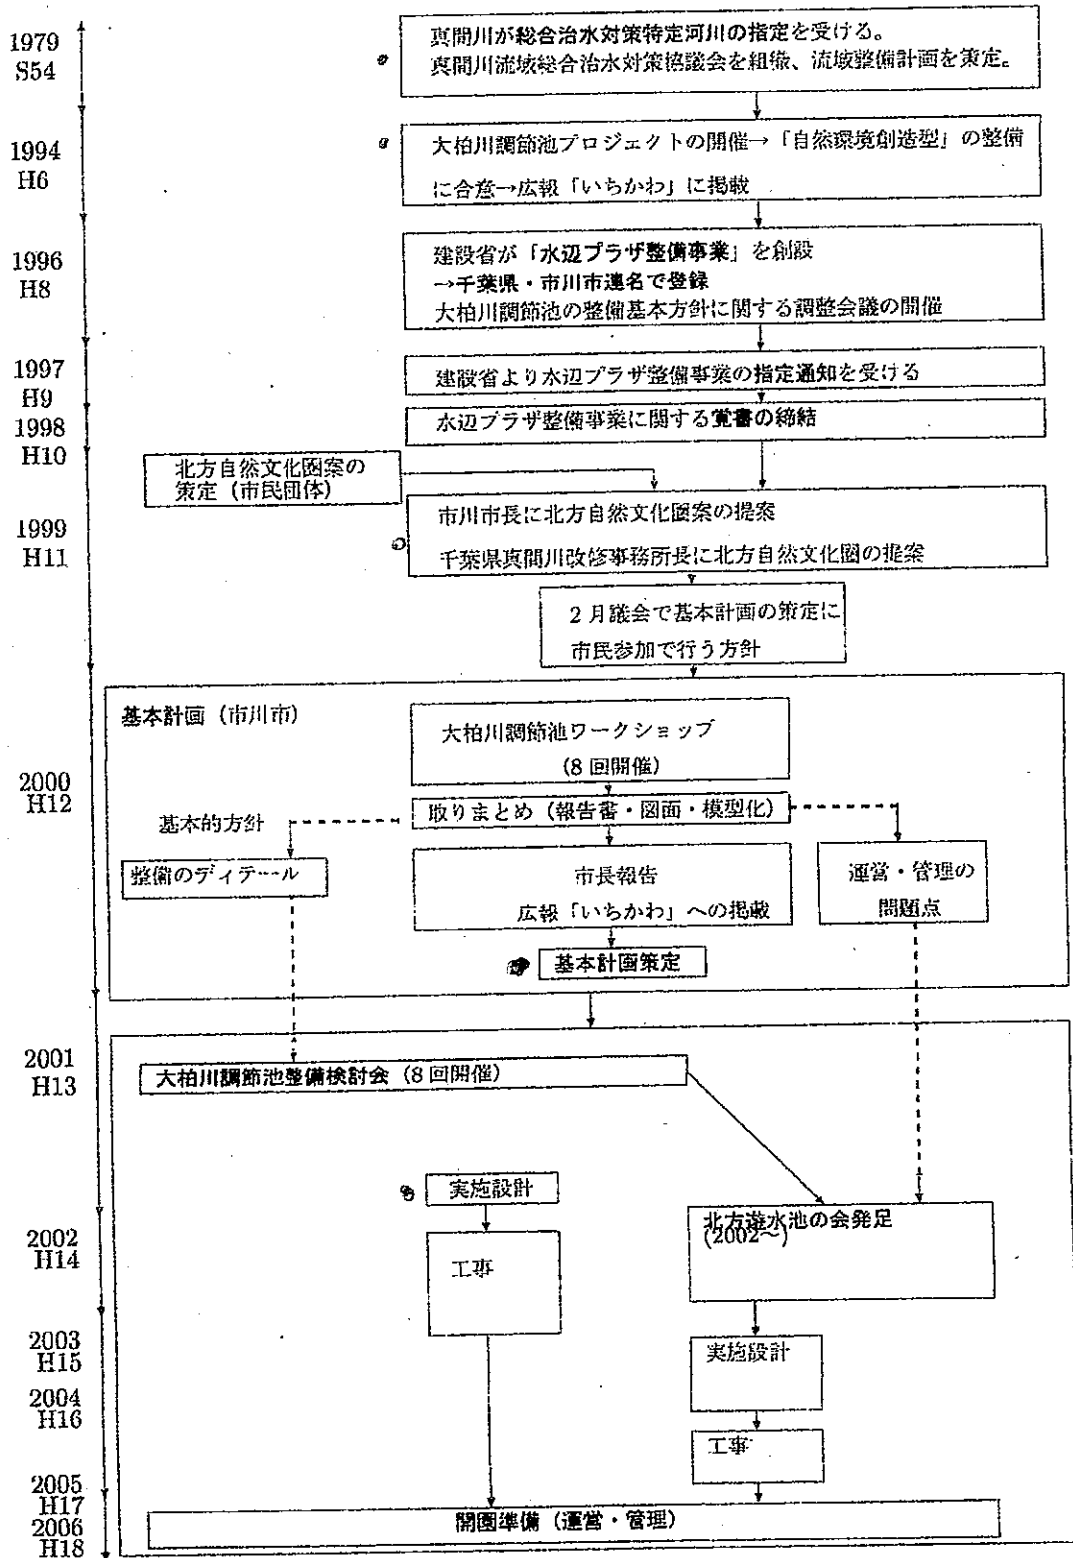 1979
S54
真間川が総合治水対策特定河川の指定を受ける。
真間川流域総合治水対策協議会を組織、流域整備計画を策定。
1994
H6
大柏川調節池プロジェクトの開催→「自然環境創造型」の整備
に合意→広報「いちかわ」に掲載
1996
H8
建設省が「水辺プラザ整備事業」を創設
→千葉県・市川市連名で登録
大柏川調節池の整備基本方針に関する調整会議の開催
1997
H9
建設省より水辺プラザ整備事業の指定通知を受ける
1998
H10
水辺プラザ整備事業に関する覚書の締結
北方自然文化圏案の
策定（市民団体）
1999
H11
市川市長に北方自然文化圏案の提案
千葉県真間川改修事務所長に北方自然文化圏の提案
2月議会で基本計画の策定に
市民参加で行う方針
基本計画（市川市）
大柏川調節池ワークショップ
（8回開催）
2000
H12
取りまとめ（報告書・図面・模型化）
基本的方針
整備のディテール
市長報告
広報「いちかわ」への掲載
運営・管理の
問題点
基本計画策定
2001
H13
大柏川調節池整備検討会（8回開催）
実施設計
2002
H14
工事
北方遊水池の会発足
(2002～)
2003
H15
実施設計
2004
H16
工事
2005
H17
2006
H18
開園準備（運営・管理）